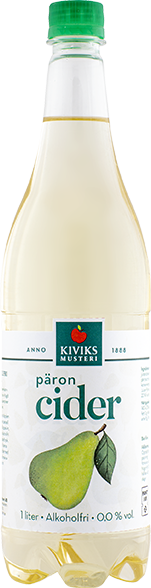 KIVIKS
MUSTERI
ANNO 1888
päron
cider
1 liter • Alkoholfri • 0,0 % vol.